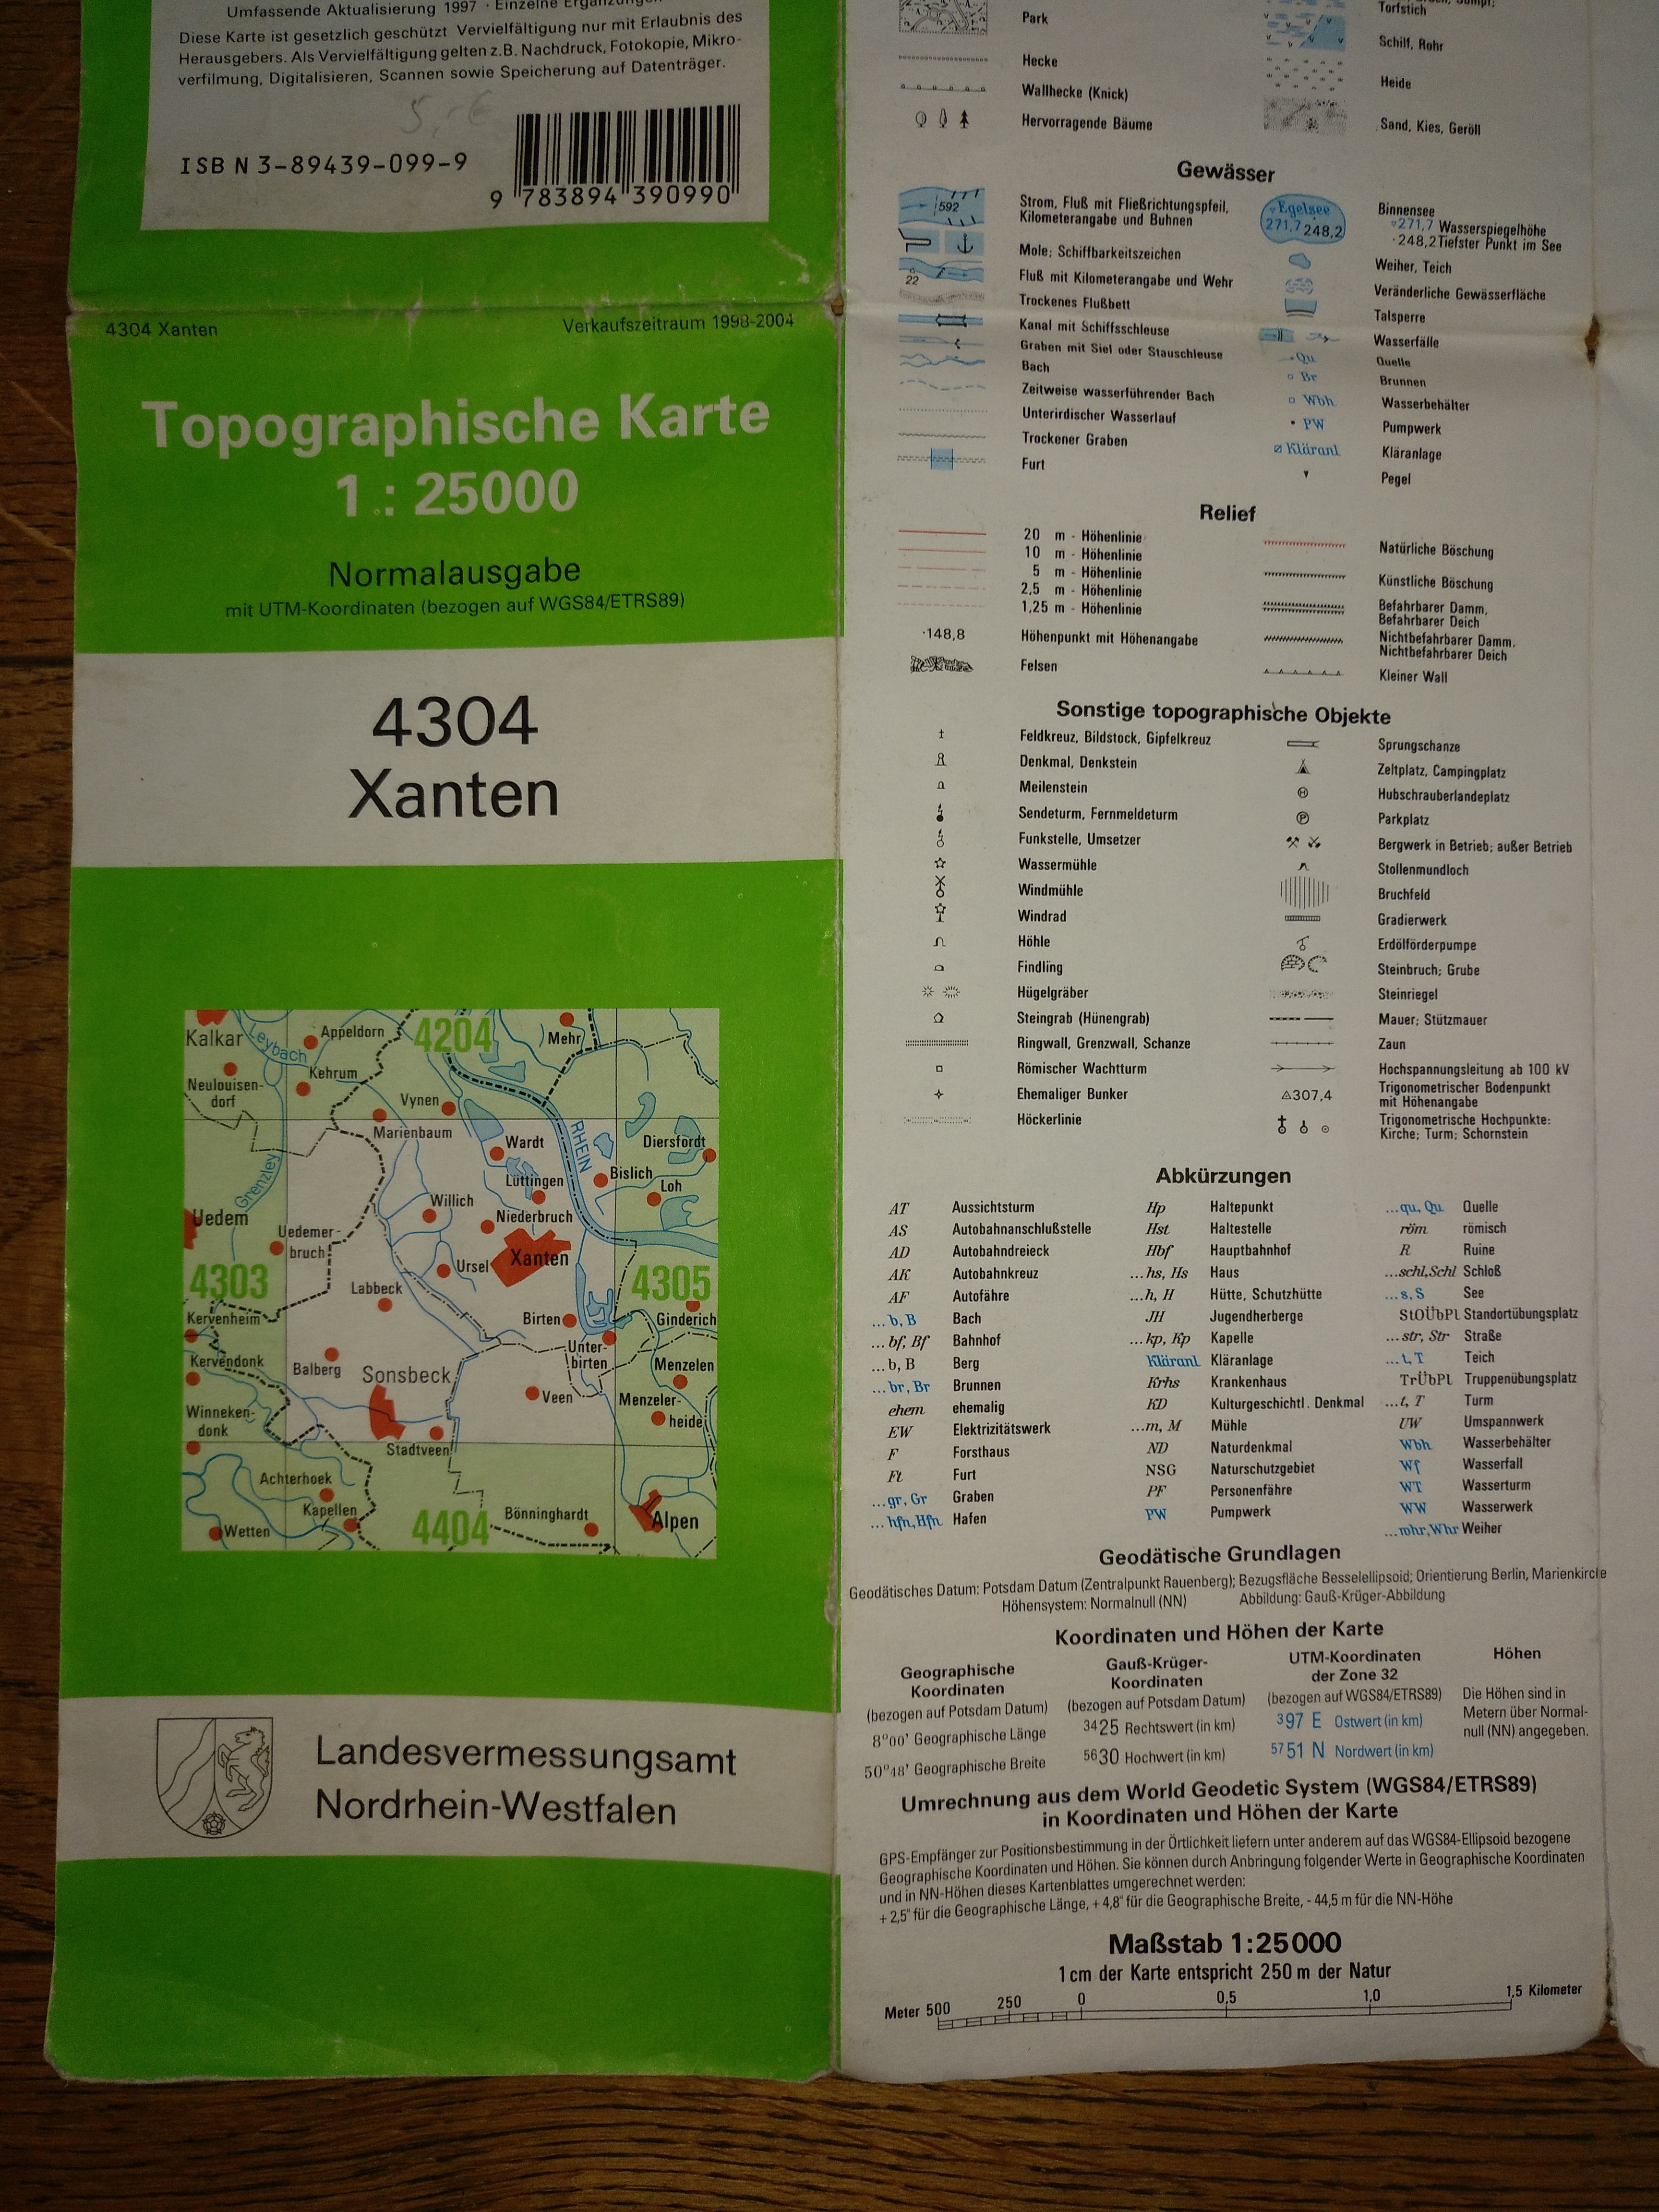 Umfassende Aktualisierung 1997 · Einzelne Ergänzungen
Diese Karte ist gesetzlich geschützt Vervielfältigung nur mit Erlaubnis des
Herausgebers. Als Vervielfältigung gelten z.B. Nachdruck, Fotokopie, Mikro-
verfilmung, Digitalisieren, Scannen sowie Speicherung auf Datenträger.
5,- €
ISBN 3-89439-099-9
9 783894 390990
4304 Xanten
Verkaufszeitraum 1998-2004
Topographische Karte
1 : 25000
Normalausgabe
mit UTM-Koordinaten (bezogen auf WGS84/ETRS89)
4304
Xanten
Kalkar
Leybach
Appeldorn
4204
Mehr
Neulouisen-
dorf
Kehrum
Vynen
Marienbaum
Wardt
RHEIN
Diersfordt
Grenzley
Lüttingen
Bislich
Loh
Willich
Niederbruch
Uedem
Uedemer-
bruch
Ursel
Xanten
4303
4305
Labbeck
Kervenheim
Birten
Ginderich
Unter-
birten
Kervendonk
Balberg
Sonsbeck
Menzelen
Veen
Menzeler-
heide
Winneken-
donk
Stadtveen
Achterhoek
Kapellen
4404
Bönninghardt
Alpen
Wetten
Landesvermessungsamt
Nordrhein-Westfalen
Park
Hecke
Wallhecke (Knick)
Hervorragende Bäume
Torfstich
Schilf, Rohr
Heide
Sand, Kies, Geröll
Gewässer
592
Strom, Fluß mit Fließrichtungspfeil,
Kilometerangabe und Buhnen
Mole; Schiffbarkeitszeichen
22
Fluß mit Kilometerangabe und Wehr
Trockenes Flußbett
Kanal mit Schiffsschleuse
Graben mit Siel oder Stauschleuse
Bach
Zeitweise wasserführender Bach
Unterirdischer Wasserlauf
Trockener Graben
Furt
Egelsee
271,7 248,2
Binnensee
271,7 Wasserspiegelhöhe
·248,2 Tiefster Punkt im See
Weiher, Teich
Veränderliche Gewässerfläche
Talsperre
Wasserfälle
Qu Quelle
Br Brunnen
Wbh Wasserbehälter
PW Pumpwerk
Kläranl Kläranlage
Pegel
Relief
20 m - Höhenlinie
10 m - Höhenlinie
5 m - Höhenlinie
2,5 m - Höhenlinie
1,25 m - Höhenlinie
·148,8 Höhenpunkt mit Höhenangabe
Felsen
Natürliche Böschung
Künstliche Böschung
Befahrbarer Damm,
Befahrbarer Deich
Nichtbefahrbarer Damm,
Nichtbefahrbarer Deich
Kleiner Wall
Sonstige topographische Objekte
Feldkreuz, Bildstock, Gipfelkreuz
Denkmal, Denkstein
Meilenstein
Sendeturm, Fernmeldeturm
Funkstelle, Umsetzer
Wassermühle
Windmühle
Windrad
Höhle
Findling
Hügelgräber
Steingrab (Hünengrab)
Ringwall, Grenzwall, Schanze
Römischer Wachtturm
Ehemaliger Bunker
Höckerlinie
Sprungschanze
Zeltplatz, Campingplatz
H Hubschrauberlandeplatz
P Parkplatz
Bergwerk in Betrieb; außer Betrieb
Stollenmundloch
Bruchfeld
Gradierwerk
Erdölförderpumpe
Steinbruch; Grube
Steinriegel
Mauer; Stützmauer
Zaun
Hochspannungsleitung ab 100 kV
307,4 Trigonometrischer Bodenpunkt
mit Höhenangabe
Trigonometrische Hochpunkte:
Kirche; Turm; Schornstein
Abkürzungen
AT Aussichtsturm
AS Autobahnanschlußstelle
AD Autobahndreieck
AK Autobahnkreuz
AF Autofähre
...b, B Bach
...bf, Bf Bahnhof
...b, B Berg
...br, Br Brunnen
ehem ehemalig
EW Elektrizitätswerk
F Forsthaus
Ft Furt
...gr, Gr Graben
...hfn, Hfn Hafen
Hp Haltepunkt
Hst Haltestelle
Hbf Hauptbahnhof
...hs, Hs Haus
...h, H Hütte, Schutzhütte
JH Jugendherberge
...kp, Kp Kapelle
Kläranl Kläranlage
Krhs Krankenhaus
KD Kulturgeschichtl. Denkmal
...m, M Mühle
ND Naturdenkmal
NSG Naturschutzgebiet
PF Personenfähre
PW Pumpwerk
...qu, Qu Quelle
röm römisch
R Ruine
...schl, Schl Schloß
...s, S See
StOÜbPl Standortübungsplatz
...str, Str Straße
...t, T Teich
TrÜbPl Truppenübungsplatz
...t, T Turm
UW Umspannwerk
Wbh Wasserbehälter
Wf Wasserfall
WT Wasserturm
WW Wasserwerk
...whr, Whr Weiher
Geodätische Grundlagen
Geodätisches Datum: Potsdam Datum (Zentralpunkt Rauenberg); Bezugsfläche Besselellipsoid; Orientierung Berlin, Marienkirche
Höhensystem: Normalnull (NN) Abbildung: Gauß-Krüger-Abbildung
Koordinaten und Höhen der Karte
Geographische
Koordinaten
(bezogen auf Potsdam Datum)
8°00' Geographische Länge
50°48' Geographische Breite
Gauß-Krüger-
Koordinaten
(bezogen auf Potsdam Datum)
3425 Rechtswert (in km)
5630 Hochwert (in km)
UTM-Koordinaten
der Zone 32
(bezogen auf WGS84/ETRS89)
397 E Ostwert (in km)
5751 N Nordwert (in km)
Höhen
Die Höhen sind in
Metern über Normal-
null (NN) angegeben.
Umrechnung aus dem World Geodetic System (WGS84/ETRS89)
in Koordinaten und Höhen der Karte
GPS-Empfänger zur Positionsbestimmung in der Örtlichkeit liefern unter anderem auf das WGS84-Ellipsoid bezogene
Geographische Koordinaten und Höhen. Sie können durch Anbringung folgender Werte in Geographische Koordinaten
und in NN-Höhen dieses Kartenblattes umgerechnet werden:
+ 2,5" für die Geographische Länge, + 4,8" für die Geographische Breite, - 44,5 m für die NN-Höhe
Maßstab 1:25000
1 cm der Karte entspricht 250 m der Natur
Meter 500 250 0 0,5 1,0 1,5 Kilometer